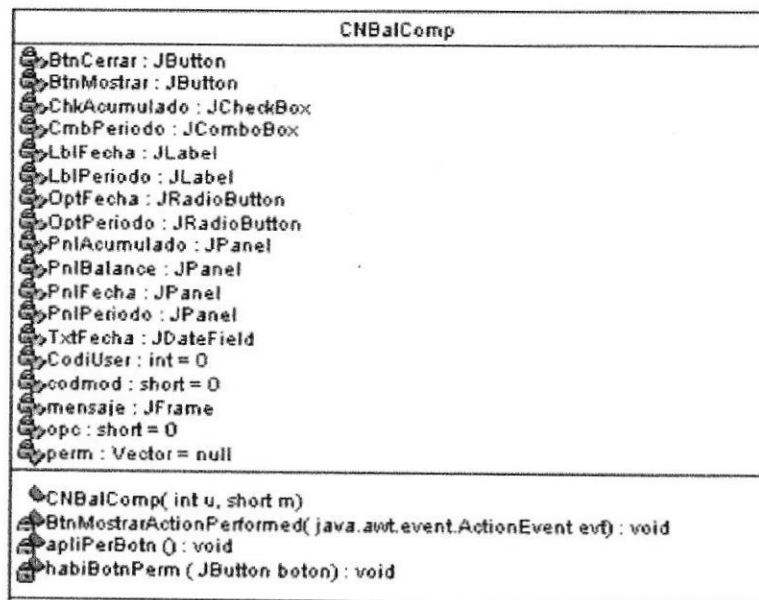 CNBalComp
BtnCerrar : JButton
BtnMostrar : JButton
ChkAcumulado : JCheckBox
CmbPeriodo : JComboBox
LblFecha : JLabel
LblPeriodo : JLabel
OptFecha : JRadioButton
OptPeriodo : JRadioButton
PnlAcumulado : JPanel
PnlBalance : JPanel
PnlFecha : JPanel
PnlPeriodo : JPanel
TxtFecha : JDateField
CodiUser : int = 0
codmod : short = 0
mensaje : JFrame
opc : short = 0
perm : Vector = null
CNBalComp( int u, short m)
BtnMostrarActionPerformed( java.awt.event.ActionEvent evt) : void
apliPerBotn () : void
habiBotnPerm ( JButton boton) : void